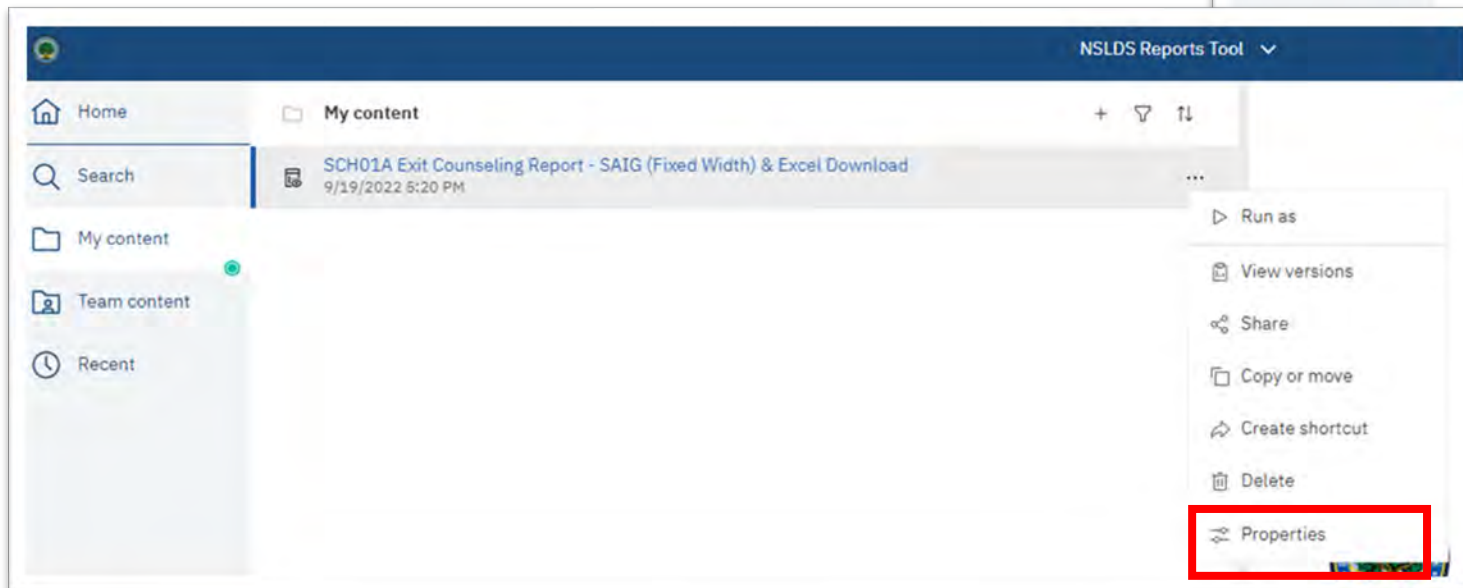 NSLDS Reports Tool
Home
My content
Search
SCH01A Exit Counseling Report - SAIG (Fixed Width) & Excel Download
9/19/2022 5:20 PM
...
Run as
My content
View versions
Team content
Share
Recent
Copy or move
Create shortcut
Delete
Properties